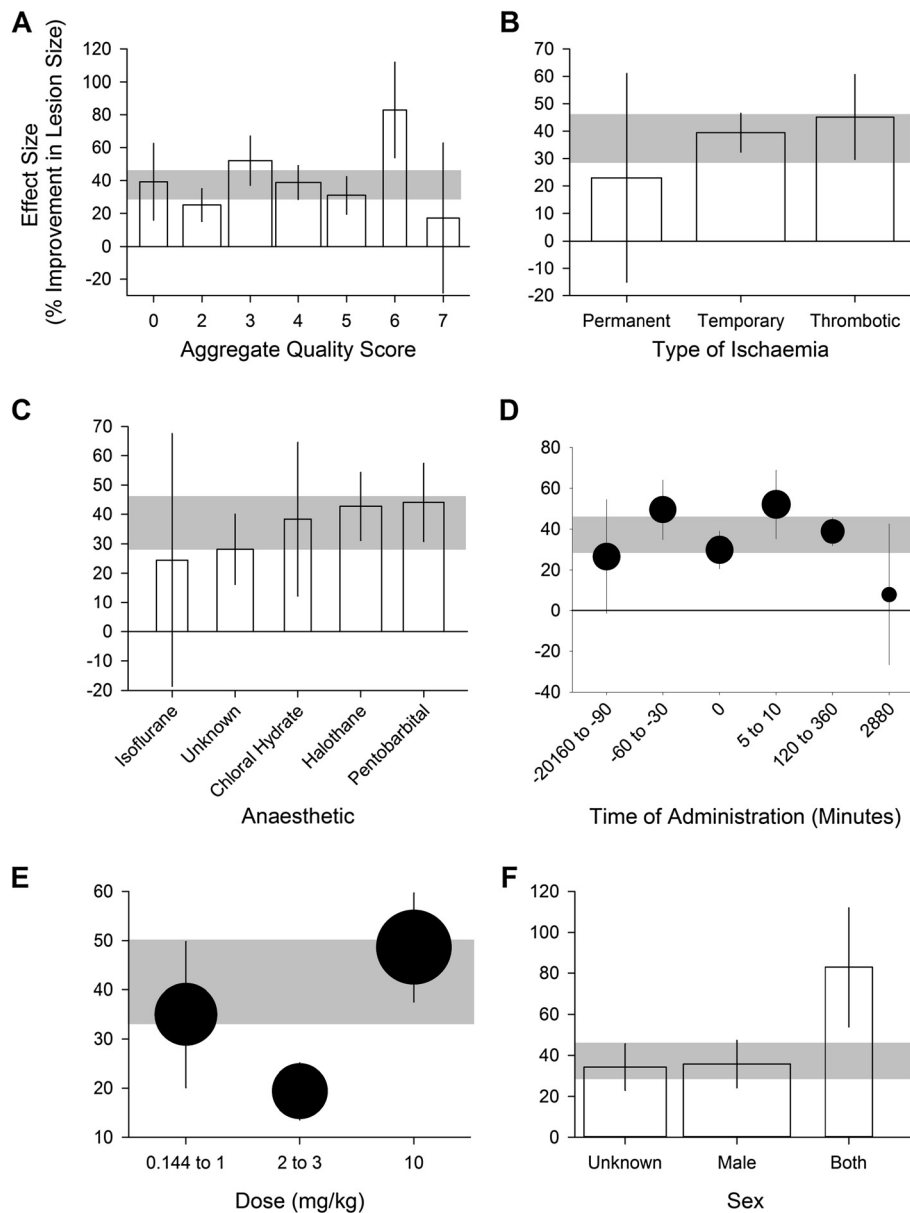 A
Effect Size
(% Improvement in Lesion Size)
120
100
80
60
40
20
0
-20
0 2 3 4 5 6 7
Aggregate Quality Score
B
70
60
50
40
30
20
10
0
-10
-20
Permanent Temporary Thrombotic
Type of Ischaemia
C
70
60
50
40
30
20
10
0
-10
-20
Isoflurane
Unknown
Chloral Hydrate
Halothane
Pentobarbital
Anaesthetic
D
80
60
40
20
0
-20
-40
-20160 to -90
-60 to -30
0
5 to 10
120 to 360
2880
Time of Administration (Minutes)
E
60
50
40
30
20
10
0.144 to 1 2 to 3 10
Dose (mg/kg)
F
120
100
80
60
40
20
0
Unknown Male Both
Sex